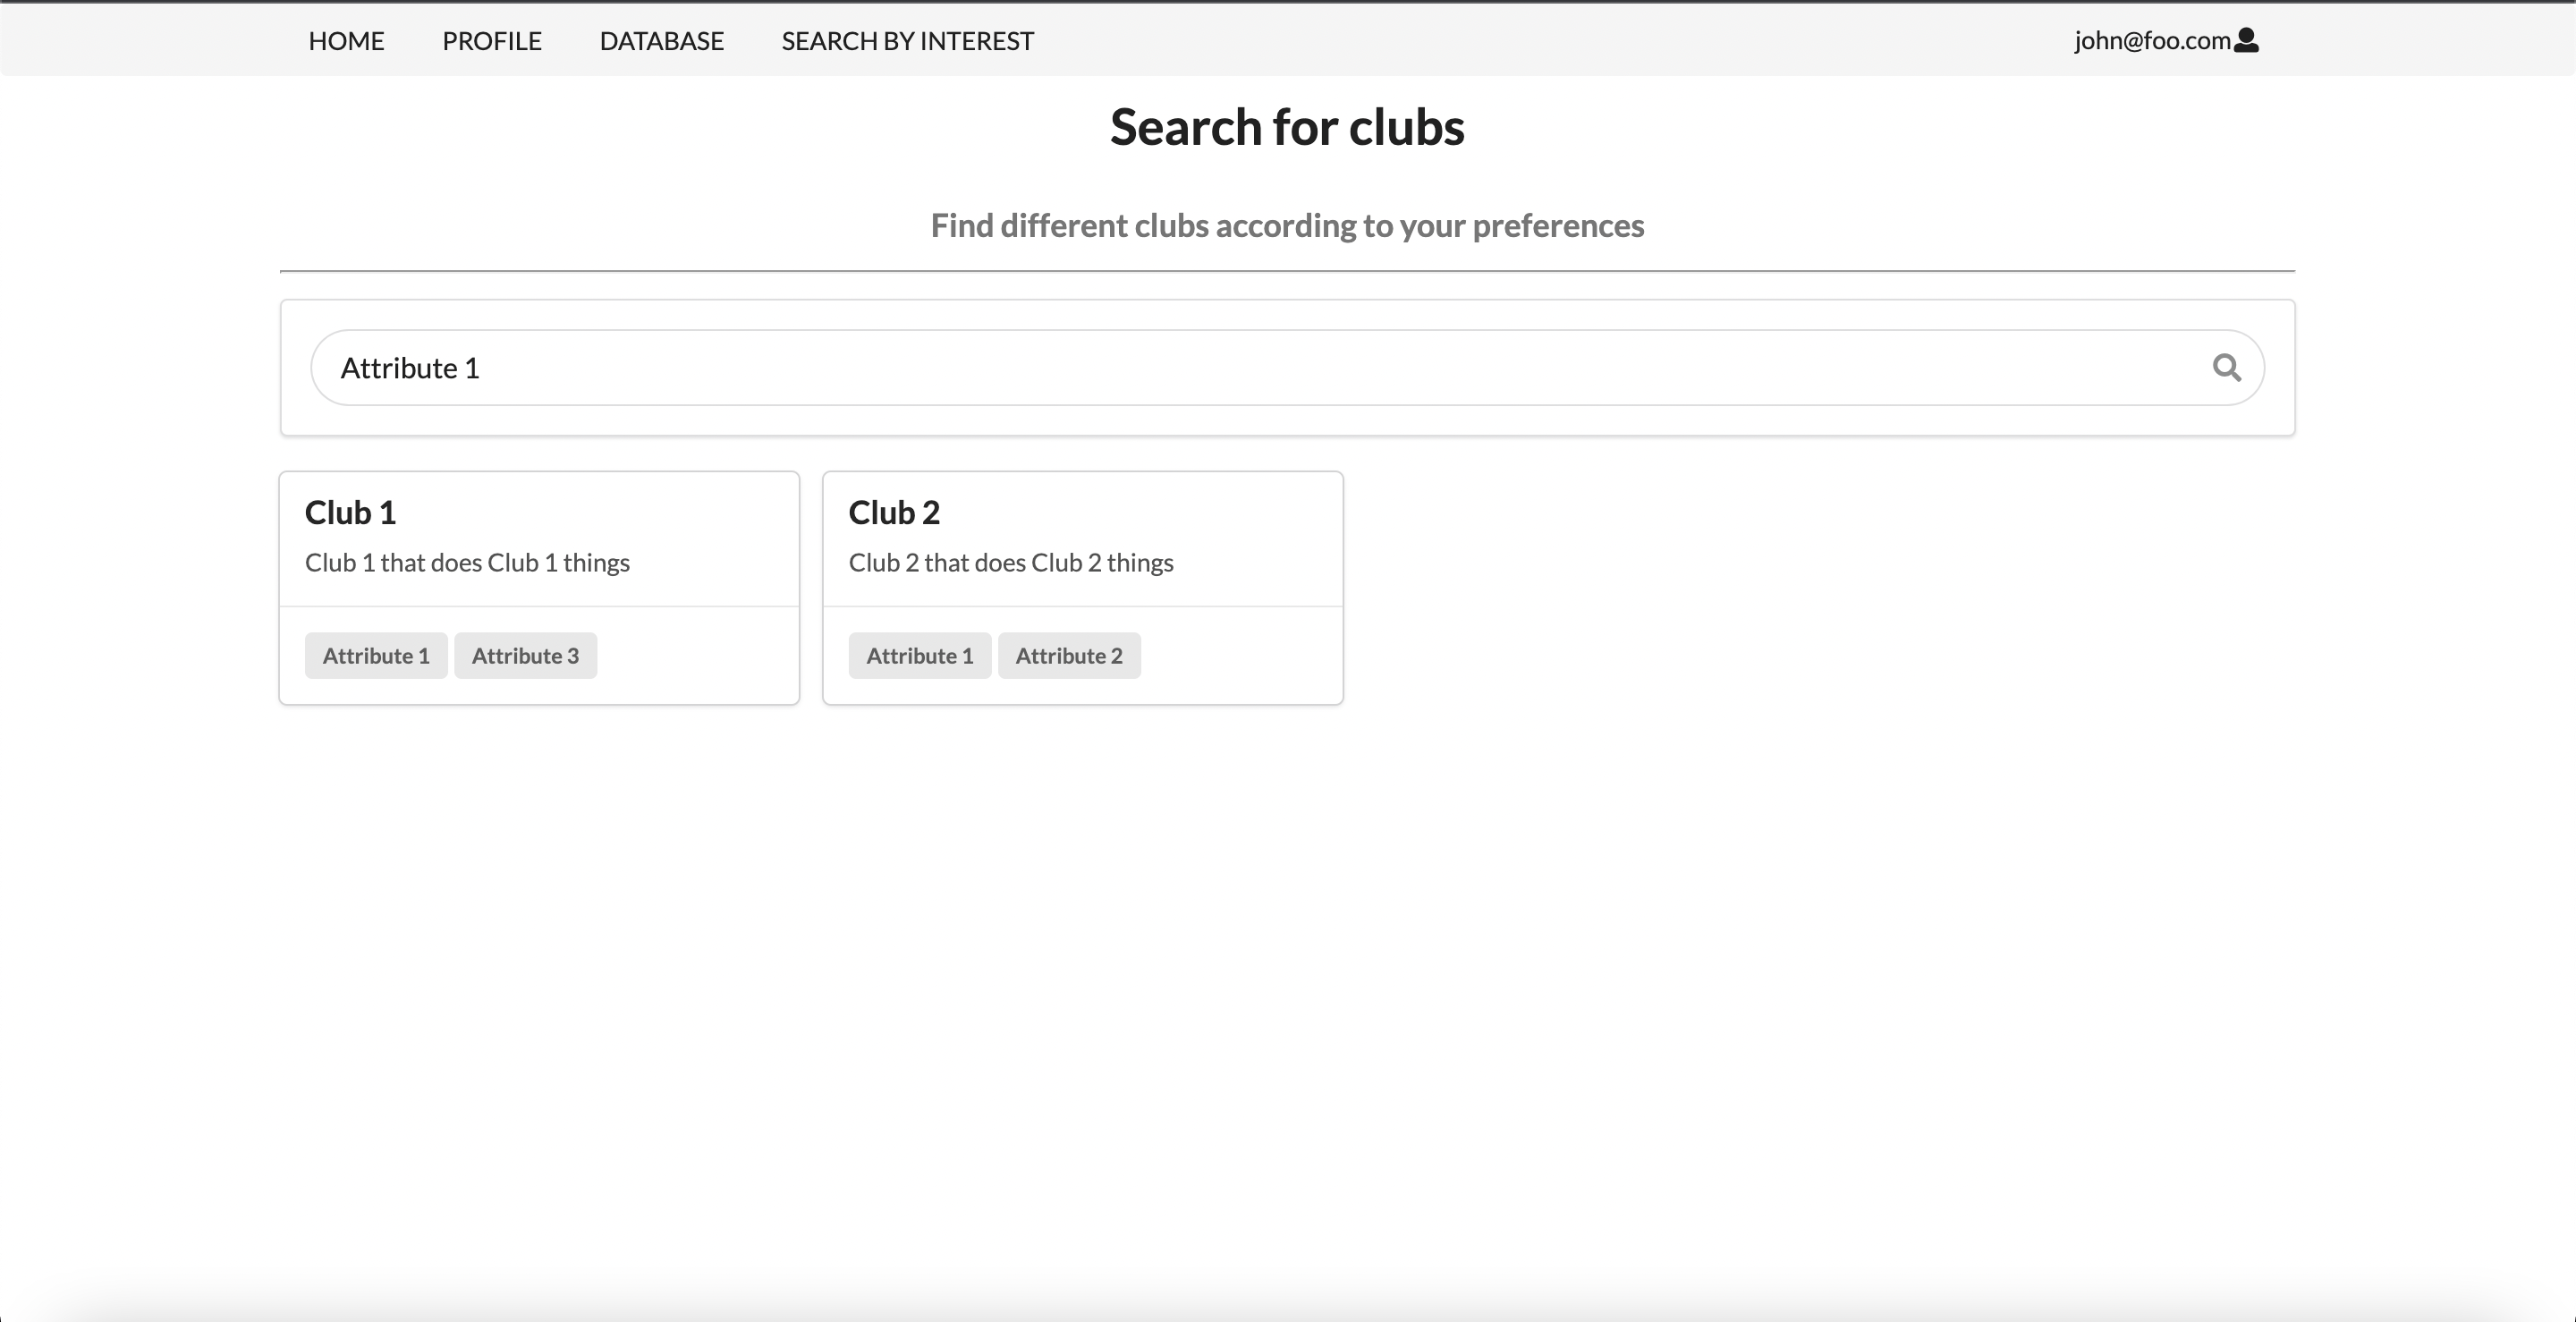 HOME PROFILE DATABASE SEARCH BY INTEREST john@foo.com
Search for clubs
Find different clubs according to your preferences
Attribute 1
Club 1
Club 1 that does Club 1 things
Attribute 1 Attribute 3
Club 2
Club 2 that does Club 2 things
Attribute 1 Attribute 2